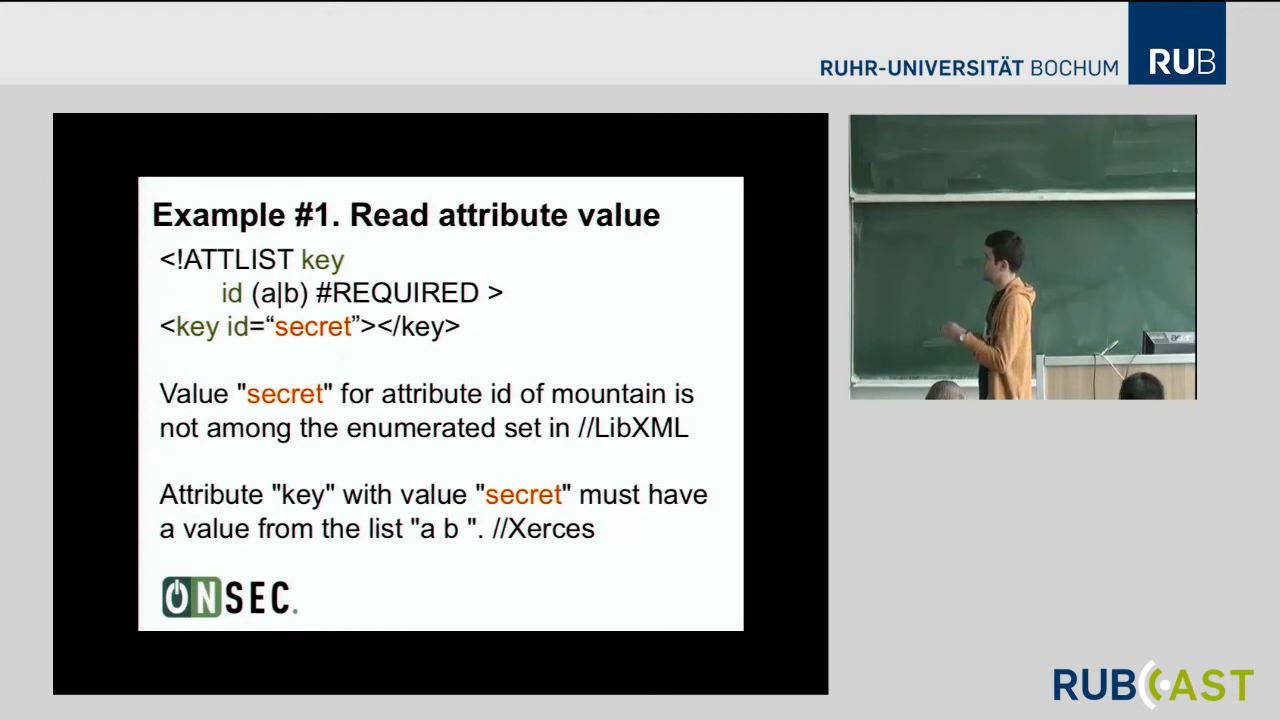 RUHR-UNIVERSITÄT BOCHUM RUB
Example #1. Read attribute value
<!ATTLIST key
id (a|b) #REQUIRED >
<key id=“secret”></key>
Value "secret" for attribute id of mountain is
not among the enumerated set in //LibXML
Attribute "key" with value "secret" must have
a value from the list "a b ". //Xerces
ONSEC.
RUBCAST